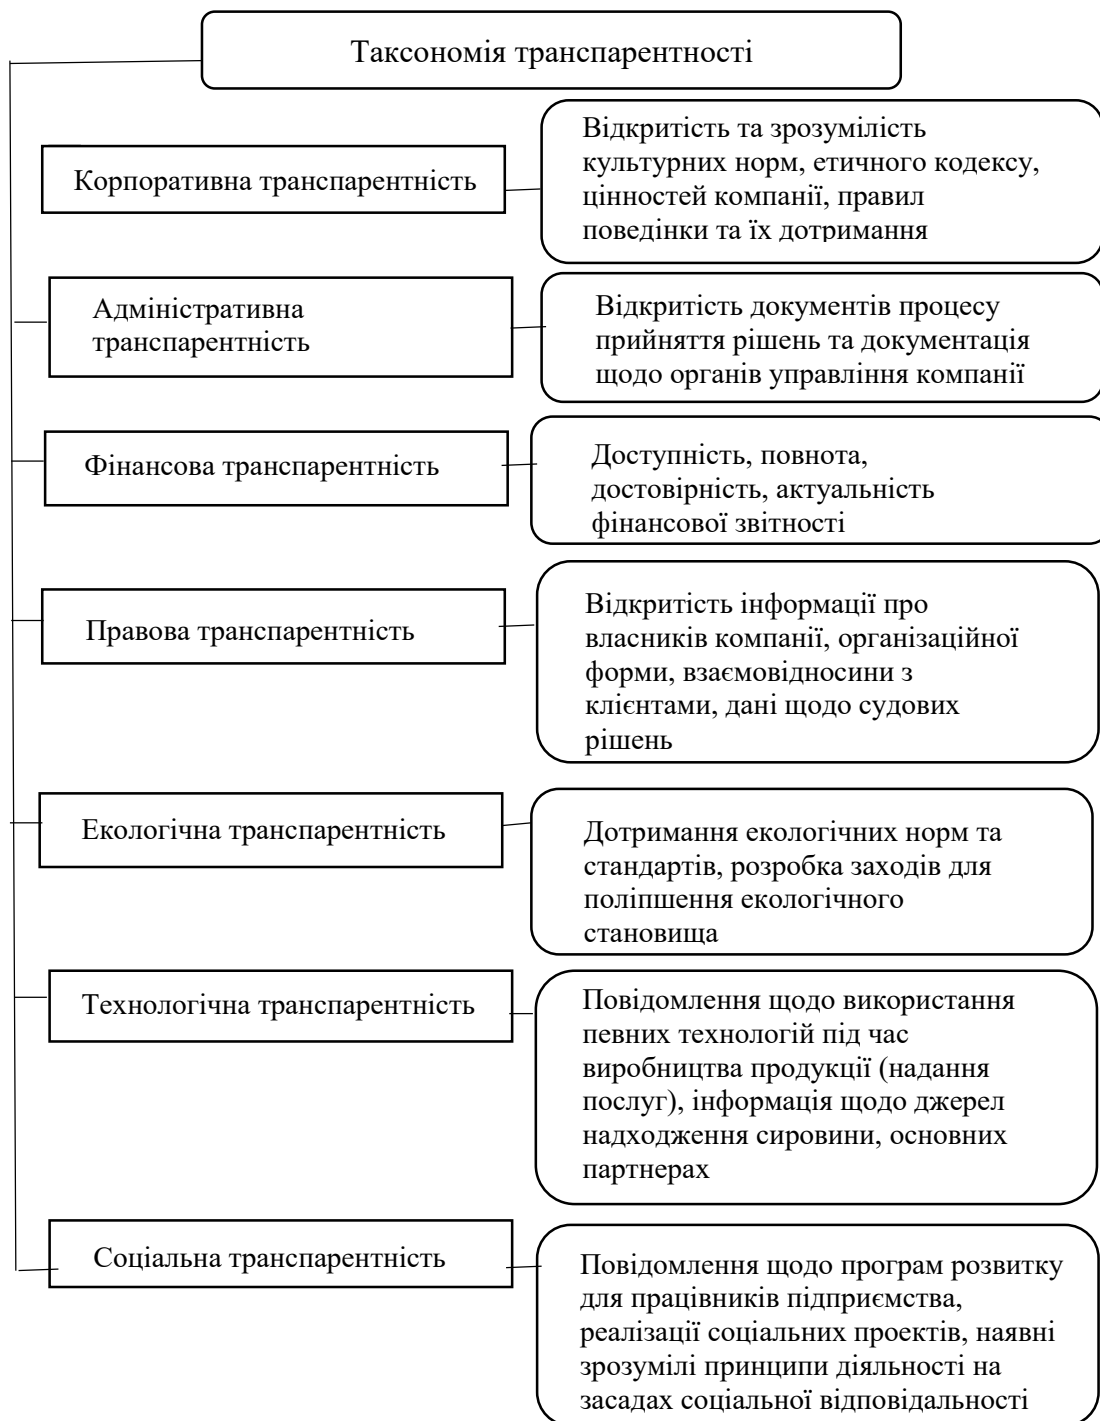 Таксономія транспарентності
Корпоративна транспарентність
Відкритість та зрозумілість
культурних норм, етичного кодексу,
цінностей компанії, правил
поведінки та їх дотримання
Адміністративна
транспарентність
Відкритість документів процесу
прийняття рішень та документація
щодо органів управління компанії
Фінансова транспарентність
Доступність, повнота,
достовірність, актуальність
фінансової звітності
Правова транспарентність
Відкритість інформації про
власників компанії, організаційної
форми, взаємовідносини з
клієнтами, дані щодо судових
рішень
Екологічна транспарентність
Дотримання екологічних норм та
стандартів, розробка заходів для
поліпшення екологічного
становища
Технологічна транспарентність
Повідомлення щодо використання
певних технологій під час
виробництва продукції (надання
послуг), інформація щодо джерел
надходження сировини, основних
партнерах
Соціальна транспарентність
Повідомлення щодо програм розвитку
для працівників підприємства,
реалізації соціальних проектів, наявні
зрозумілі принципи діяльності на
засадах соціальної відповідальності